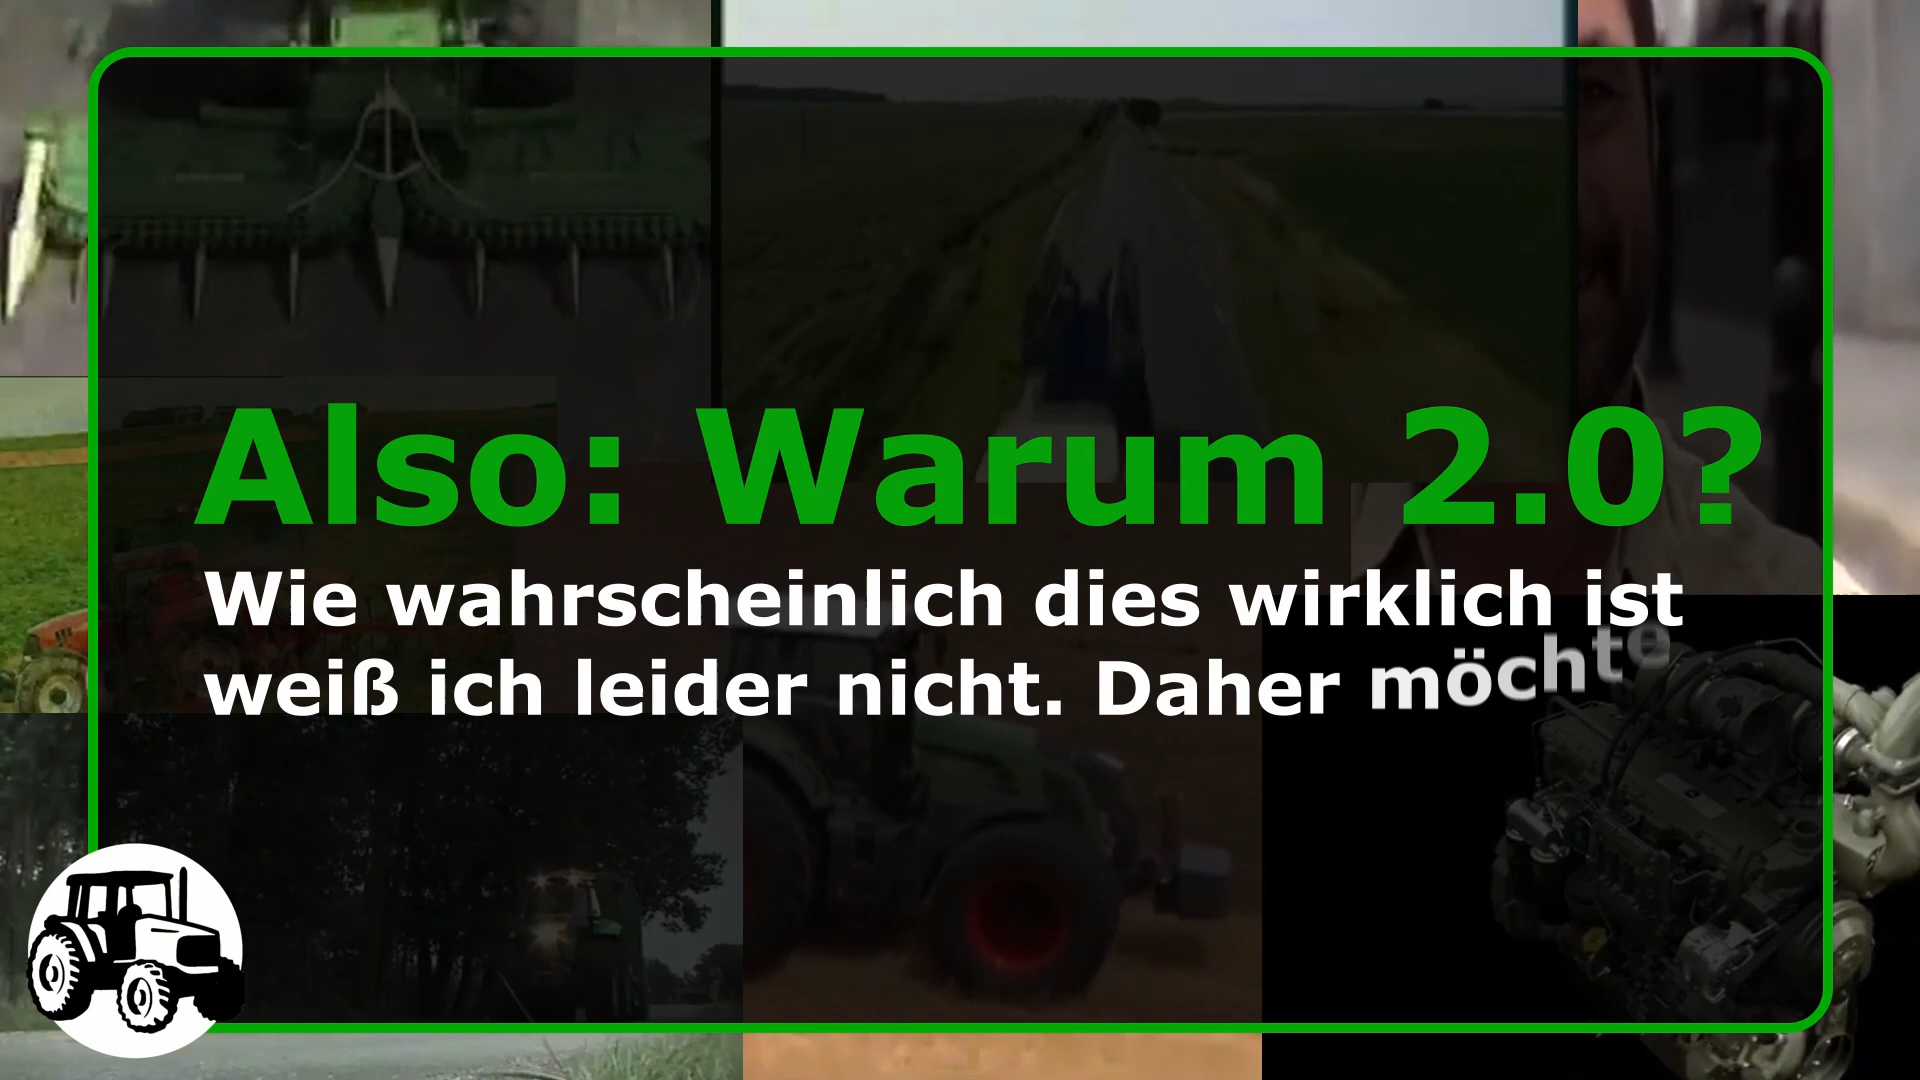 Also: Warum 2.0?
Wie wahrscheinlich dies wirklich ist
weiß ich leider nicht. Daher möchte